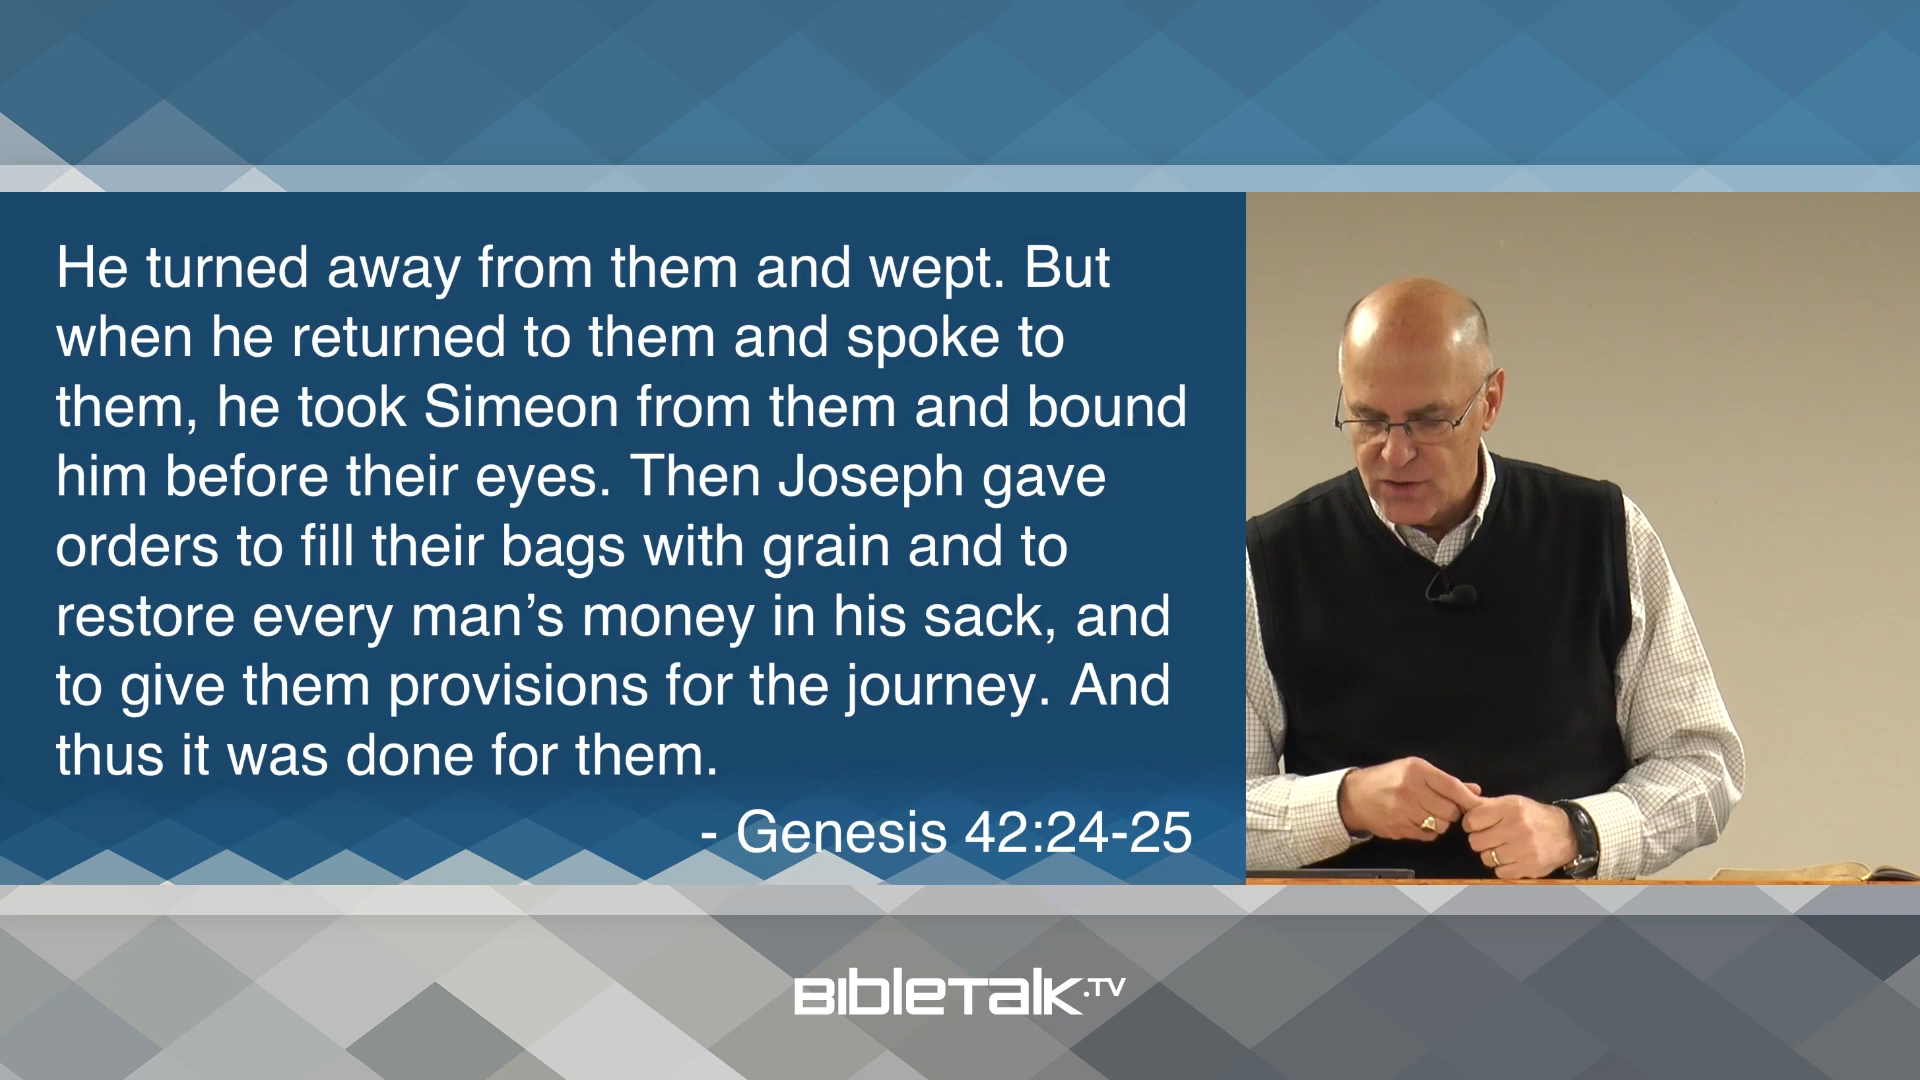 He turned away from them and wept. But
when he returned to them and spoke to
them, he took Simeon from them and bound
him before their eyes. Then Joseph gave
orders to fill their bags with grain and to
restore every man’s money in his sack, and
to give them provisions for the journey. And
thus it was done for them.
- Genesis 42:24-25
BibleTalk.TV